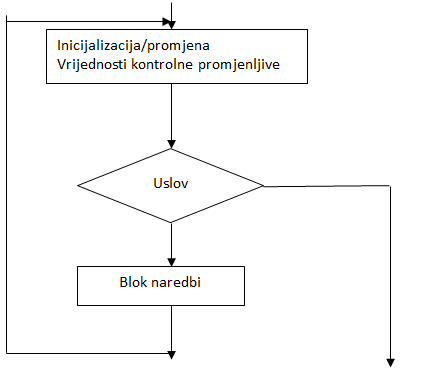 Inicijalizacija/promjena
Vrijednosti kontrolne promjenljive
Uslov
Blok naredbi